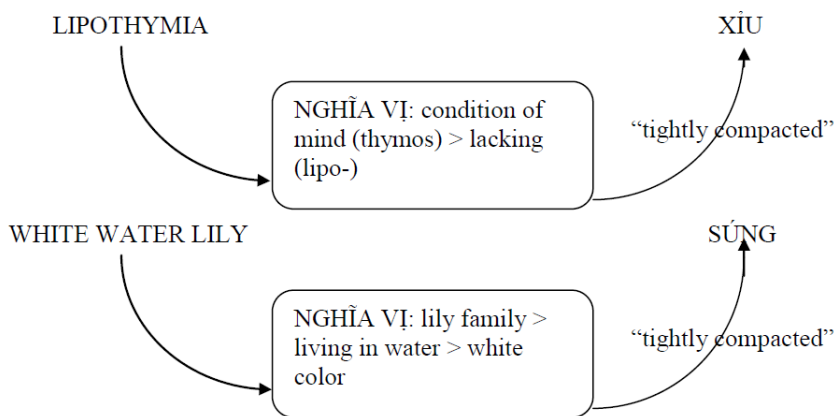 LIPOTHYMIA
XỈU
NGHĨA VỊ: condition of
mind (thymos) > lacking
(lipo-)
“tightly compacted”
WHITE WATER LILY
SÚNG
NGHĨA VỊ: lily family >
living in water > white
color
“tightly compacted”